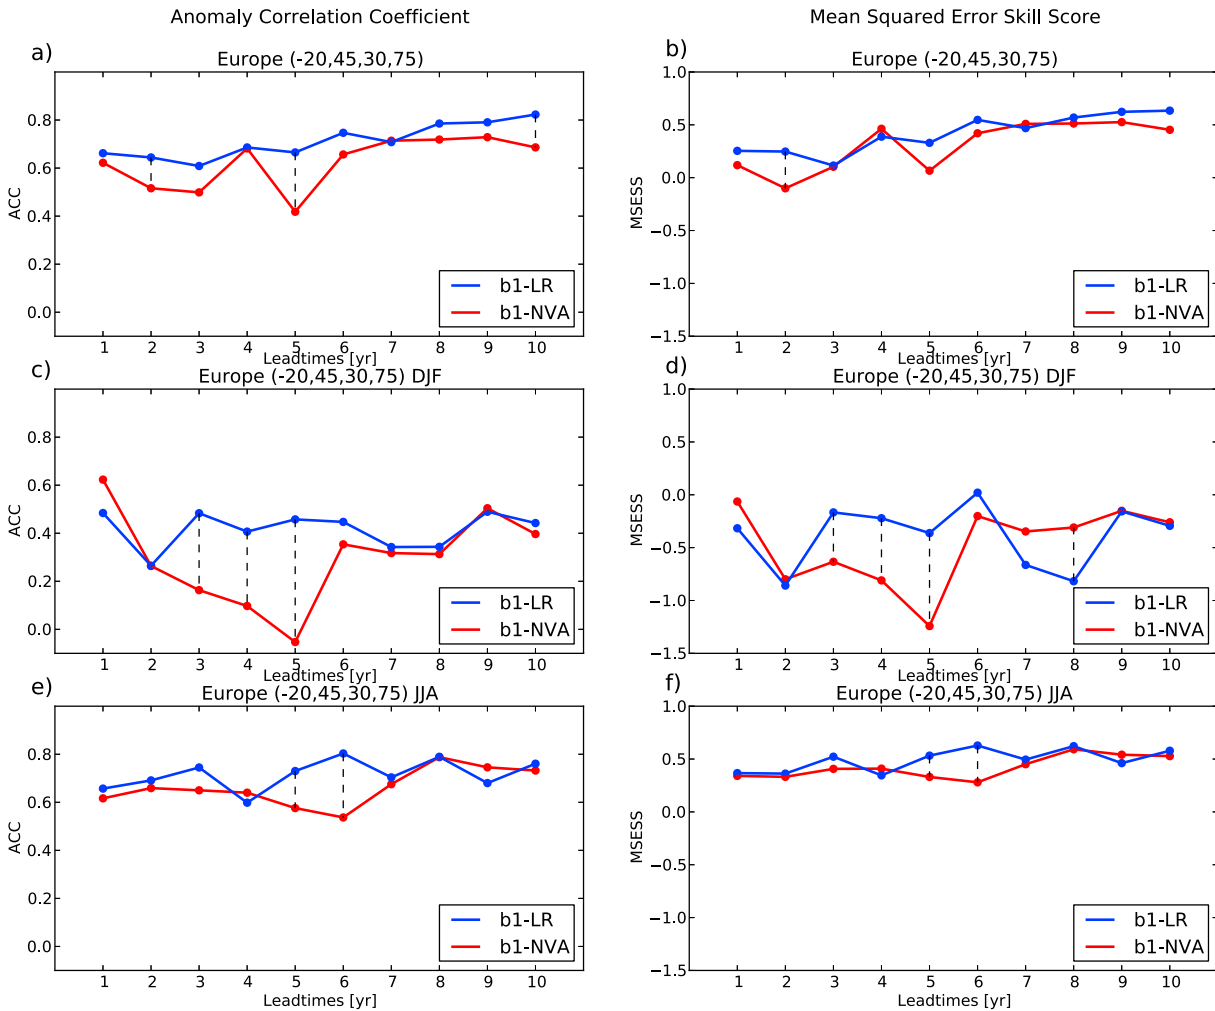 Anomaly Correlation Coefficient
Mean Squared Error Skill Score
a)
Europe (-20,45,30,75)
ACC
0.8
0.6
0.4
0.2
0.0
b1-LR
b1-NVA
1 2 3 4 5 6 7 8 9 10
Leadtimes [yr]
b)
Europe (-20,45,30,75)
MSESS
1.0
0.5
0.0
−0.5
−1.0
−1.5
b1-LR
b1-NVA
1 2 3 4 5 6 7 8 9 10
Leadtimes [yr]
c)
Europe (-20,45,30,75) DJF
ACC
0.8
0.6
0.4
0.2
0.0
b1-LR
b1-NVA
1 2 3 4 5 6 7 8 9 10
Leadtimes [yr]
d)
Europe (-20,45,30,75) DJF
MSESS
1.0
0.5
0.0
−0.5
−1.0
−1.5
b1-LR
b1-NVA
1 2 3 4 5 6 7 8 9 10
Leadtimes [yr]
e)
Europe (-20,45,30,75) JJA
ACC
0.8
0.6
0.4
0.2
0.0
b1-LR
b1-NVA
1 2 3 4 5 6 7 8 9 10
Leadtimes [yr]
f)
Europe (-20,45,30,75) JJA
MSESS
1.0
0.5
0.0
−0.5
−1.0
−1.5
b1-LR
b1-NVA
1 2 3 4 5 6 7 8 9 10
Leadtimes [yr]